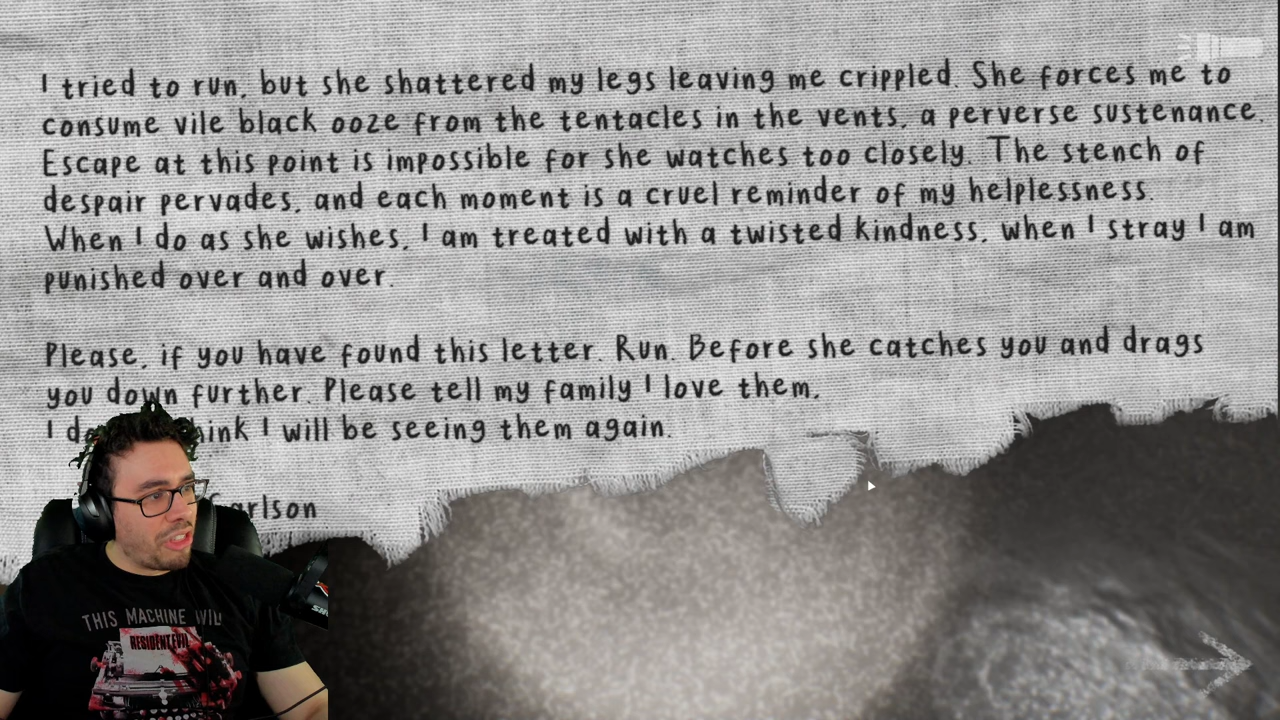 I tried to run, but she shattered my legs leaving me crippled. She forces me to
consume vile black ooze from the tentacles in the vents, a perverse sustenance.
Escape at this point is impossible for she watches too closely. The stench of
despair pervades, and each moment is a cruel reminder of my helplessness.
When I do as she wishes, I am treated with a twisted kindness, when I stray I am
punished over and over.
Please, if you have found this letter. Run. Before she catches you and drags
you down further. Please tell my family I love them,
I will be seeing them again.
THIS MACHINE WILL
RESIDENT EVIL